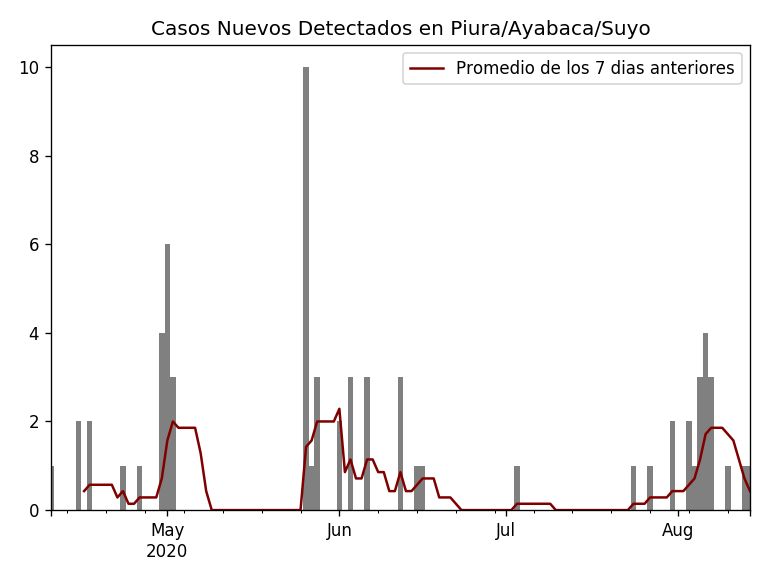 Casos Nuevos Detectados en Piura/Ayabaca/Suyo
Promedio de los 7 dias anteriores
10
8
6
4
2
0
May
2020
Jun
Jul
Aug